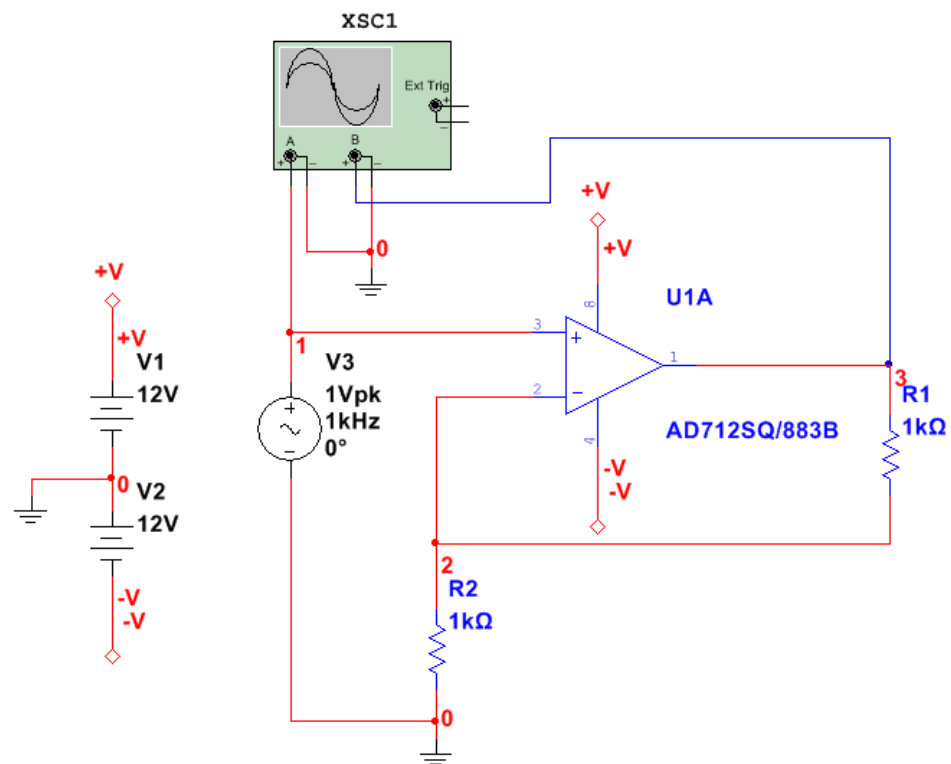 XSC1
Ext Trig
+
_
A
B
+
_
+
_
0
+V
+V
U1A
8
3
1
+
2
−
4
AD712SQ/883B
-V
-V
1
V3
1Vpk
1kHz
0°
+
−
3
R1
1kΩ
+V
+V
V1
12V
0
V2
12V
-V
-V
2
R2
1kΩ
0